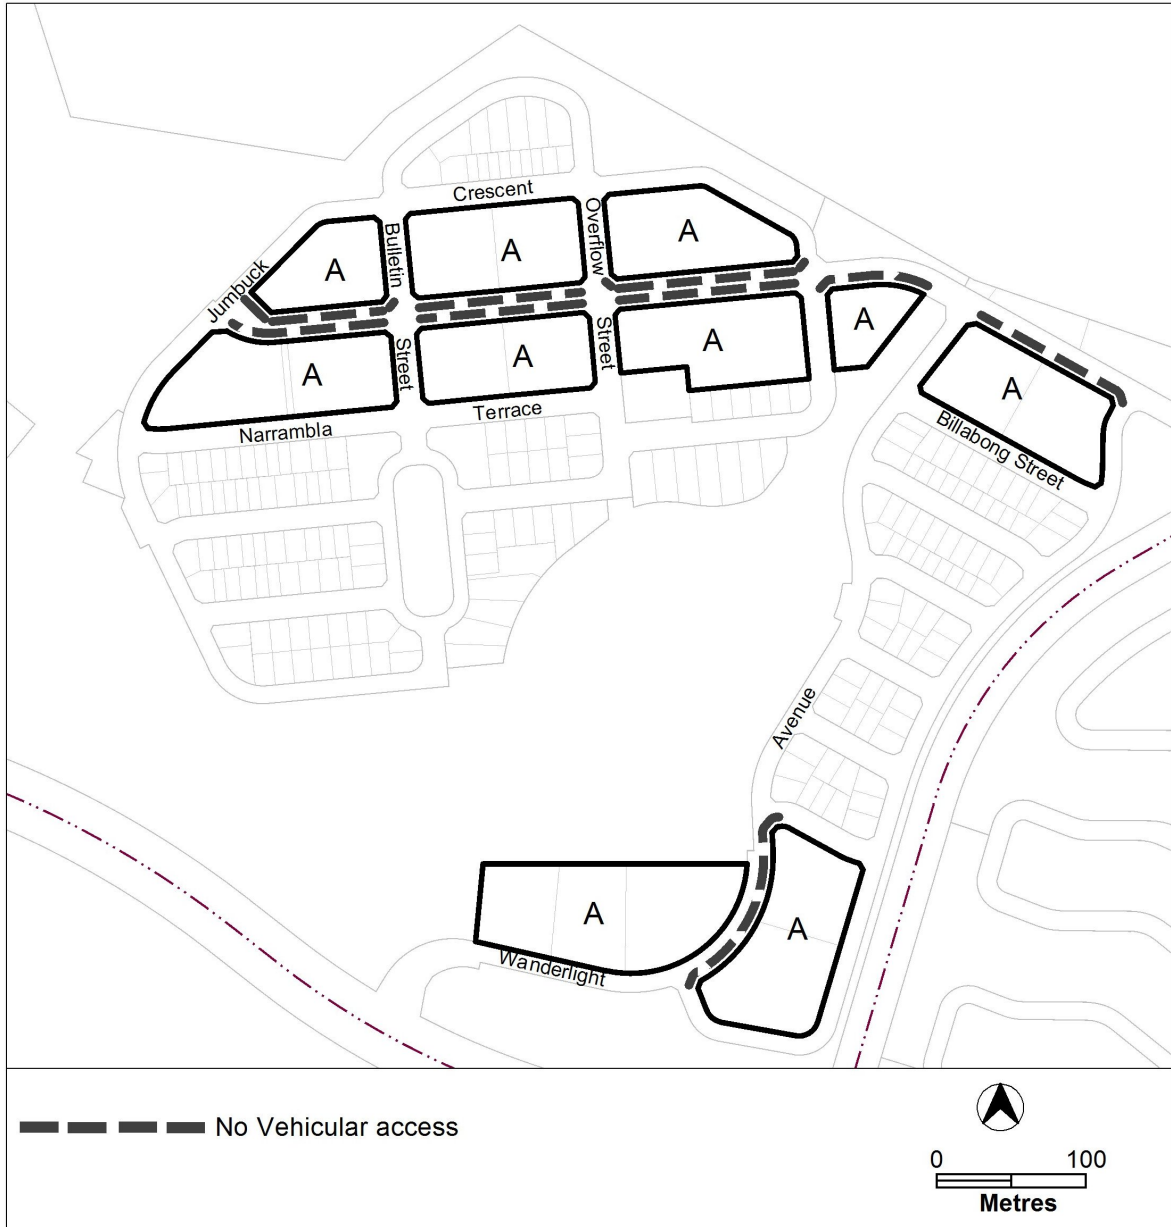 Crescent
Overflow
A
Bulletin
A
A
Jumbuck
A
A
Street
Street
A
A
A
Terrace
Narrambla
Billabong Street
Avenue
A
A
Wanderlight
No Vehicular access
0 100
Metres